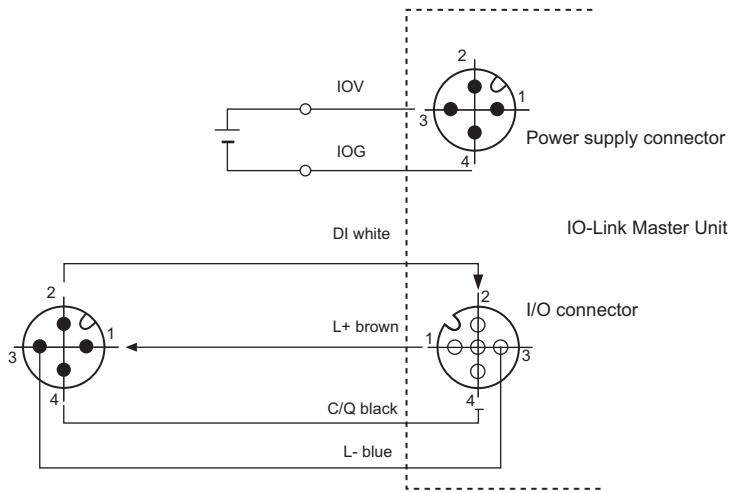 2
IOV
1
3
Power supply connector
IOG
4
IO-Link Master Unit
DI white
2
2
I/O connector
L+ brown
1
1
3
3
4
4
C/Q black
L- blue